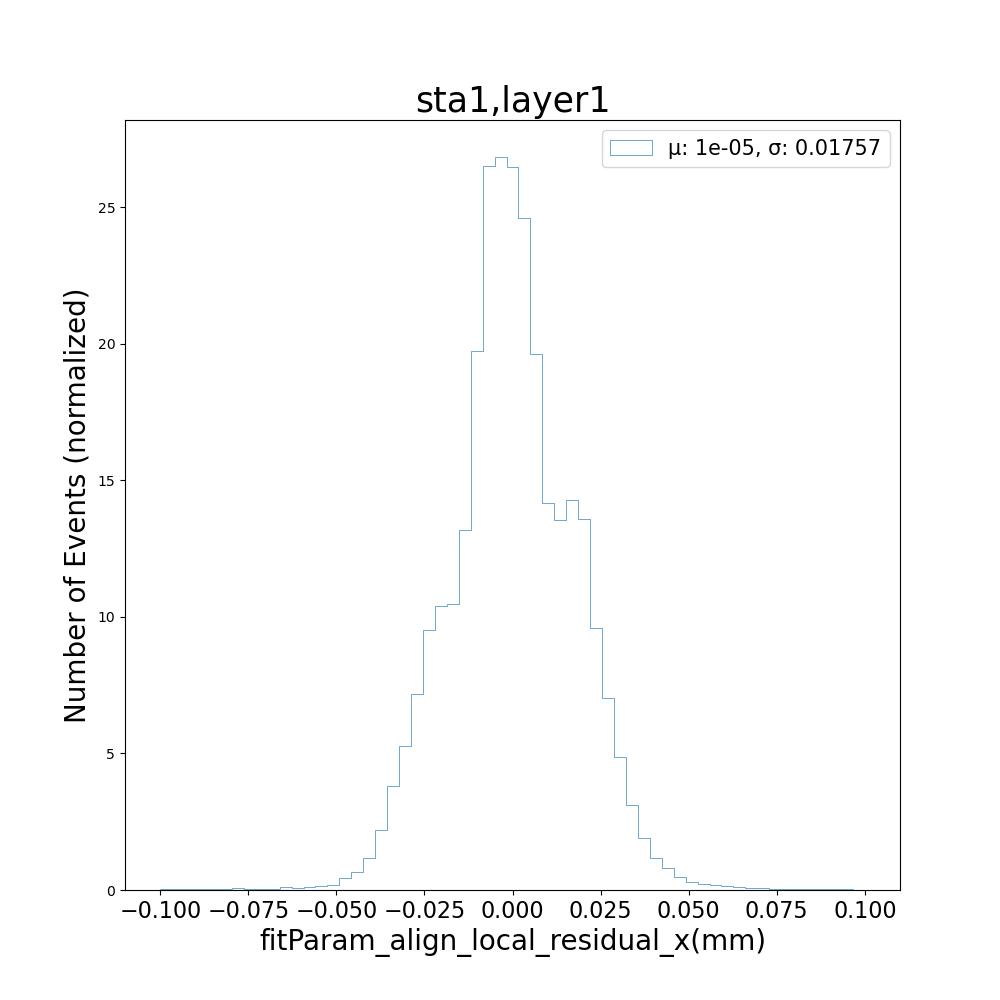 sta1,layer1
μ: 1e-05, σ: 0.01757
Number of Events (normalized)
25
20
15
10
5
0
−0.100 −0.075 −0.050 −0.025 0.000 0.025 0.050 0.075 0.100
fitParam_align_local_residual_x(mm)